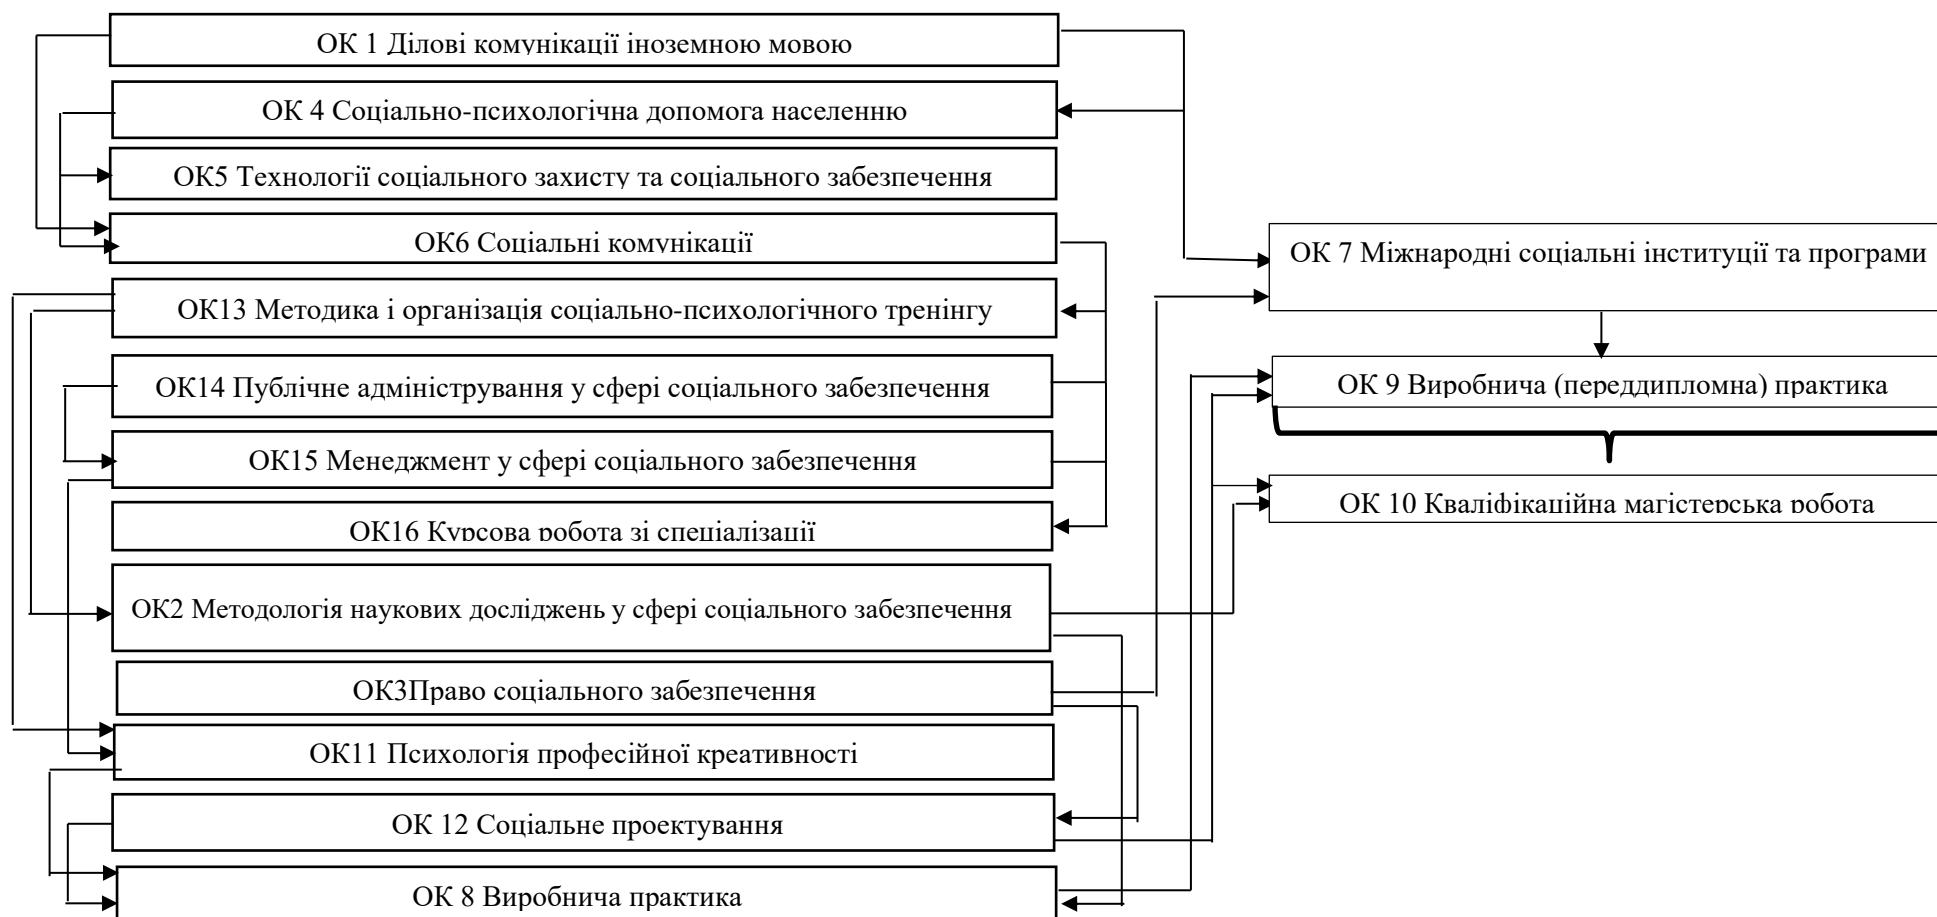 ОК 1 Ділові комунікації іноземною мовою
ОК 4 Соціально-психологічна допомога населенню
ОК5 Технології соціального захисту та соціального забезпечення
ОК6 Соціальні комунікації
ОК 7 Міжнародні соціальні інституції та програми
ОК13 Методика і організація соціально-психологічного тренінгу
ОК14 Публічне адміністрування у сфері соціального забезпечення
ОК 9 Виробнича (переддипломна) практика
ОК15 Менеджмент у сфері соціального забезпечення
ОК 10 Кваліфікаційна магістерська робота
ОК16 Курсова робота зі спеціалізації
ОК2 Методологія наукових досліджень у сфері соціального забезпечення
ОК3Право соціального забезпечення
ОК11 Психологія професійної креативності
ОК 12 Соціальне проектування
ОК 8 Виробнича практика